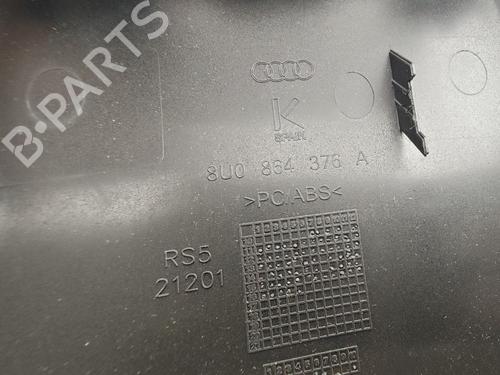 B-PARTS
K
SPAIN
8U0 864 376 A
>PC/ABS<
RS5
21201